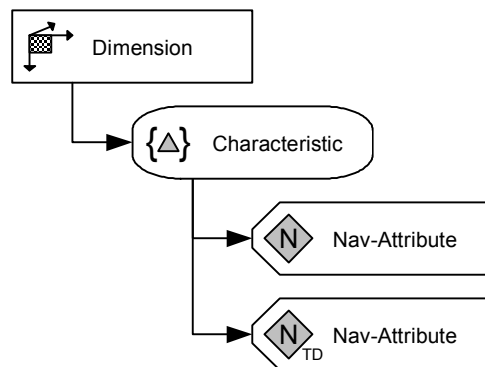 Dimension
{ } Characteristic
N Nav-Attribute
N TD Nav-Attribute